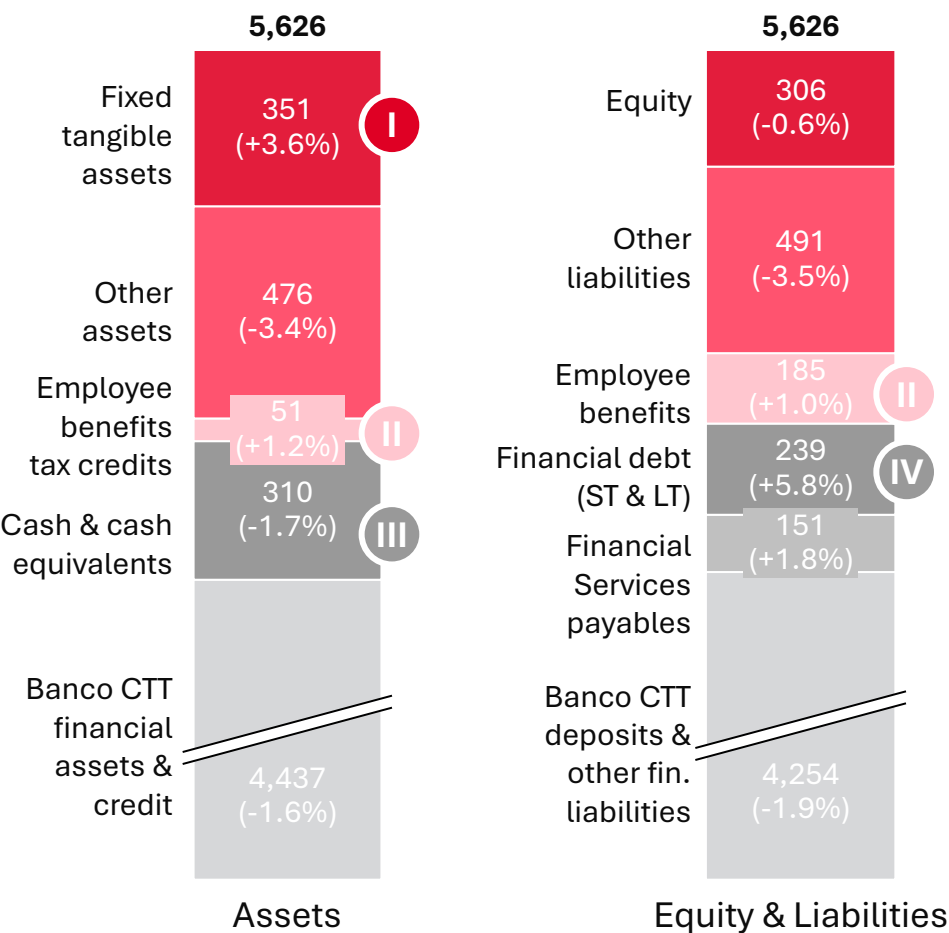 5,626
Fixed
tangible
assets
351
(+3.6%)
I
Other
assets
476
(-3.4%)
Employee
benefits
tax credits
51
(+1.2%)
II
Cash & cash
equivalents
310
(-1.7%)
III
Banco CTT
financial
assets &
credit
4,437
(-1.6%)
Assets
5,626
Equity
306
(-0.6%)
Other
liabilities
491
(-3.5%)
Employee
benefits
185
(+1.0%)
II
Financial debt
(ST & LT)
239
(+5.8%)
IV
Financial
Services
payables
151
(+1.8%)
Banco CTT
deposits &
other fin.
liabilities
4,254
(-1.9%)
Equity & Liabilities